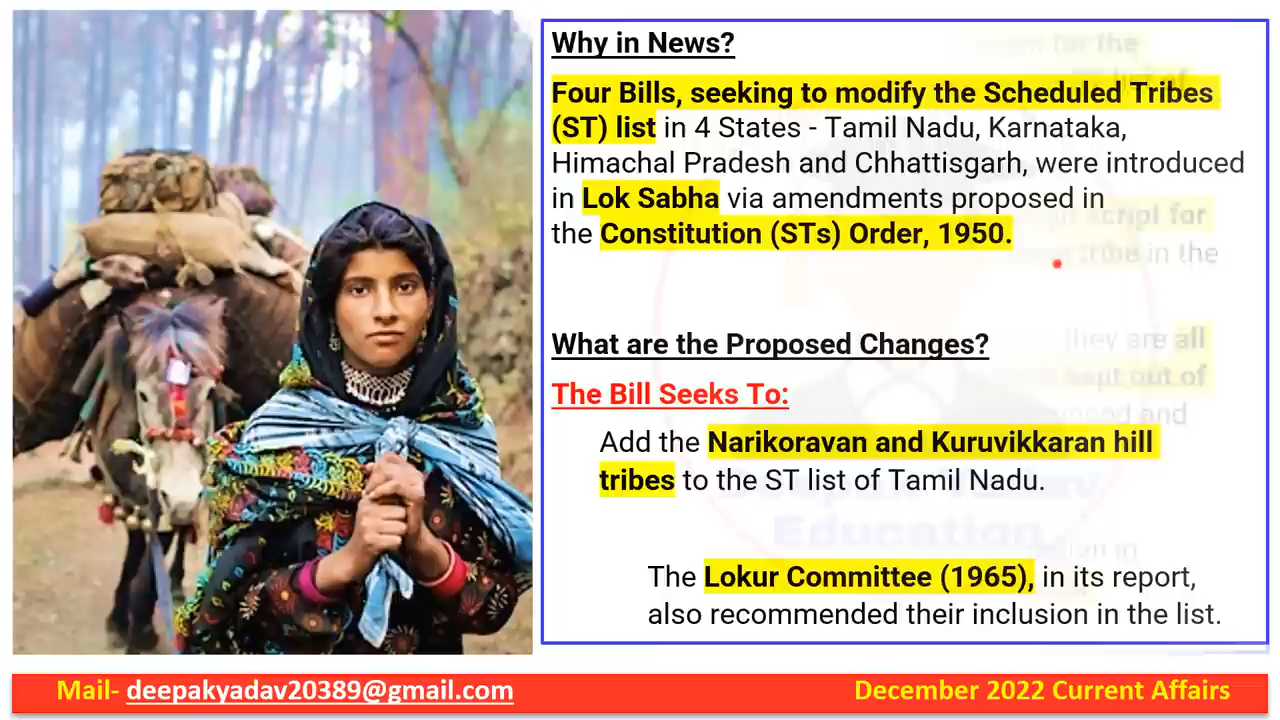 Why in News?
Four Bills, seeking to modify the Scheduled Tribes
(ST) list in 4 States - Tamil Nadu, Karnataka,
Himachal Pradesh and Chhattisgarh, were introduced
in Lok Sabha via amendments proposed in
the Constitution (STs) Order, 1950.
What are the Proposed Changes?
The Bill Seeks To:
Add the Narikoravan and Kuruvikkaran hill
tribes to the ST list of Tamil Nadu.
Education
The Lokur Committee (1965), in its report,
also recommended their inclusion in the list.
Mail- deepakyadav20389@gmail.com
December 2022 Current Affairs